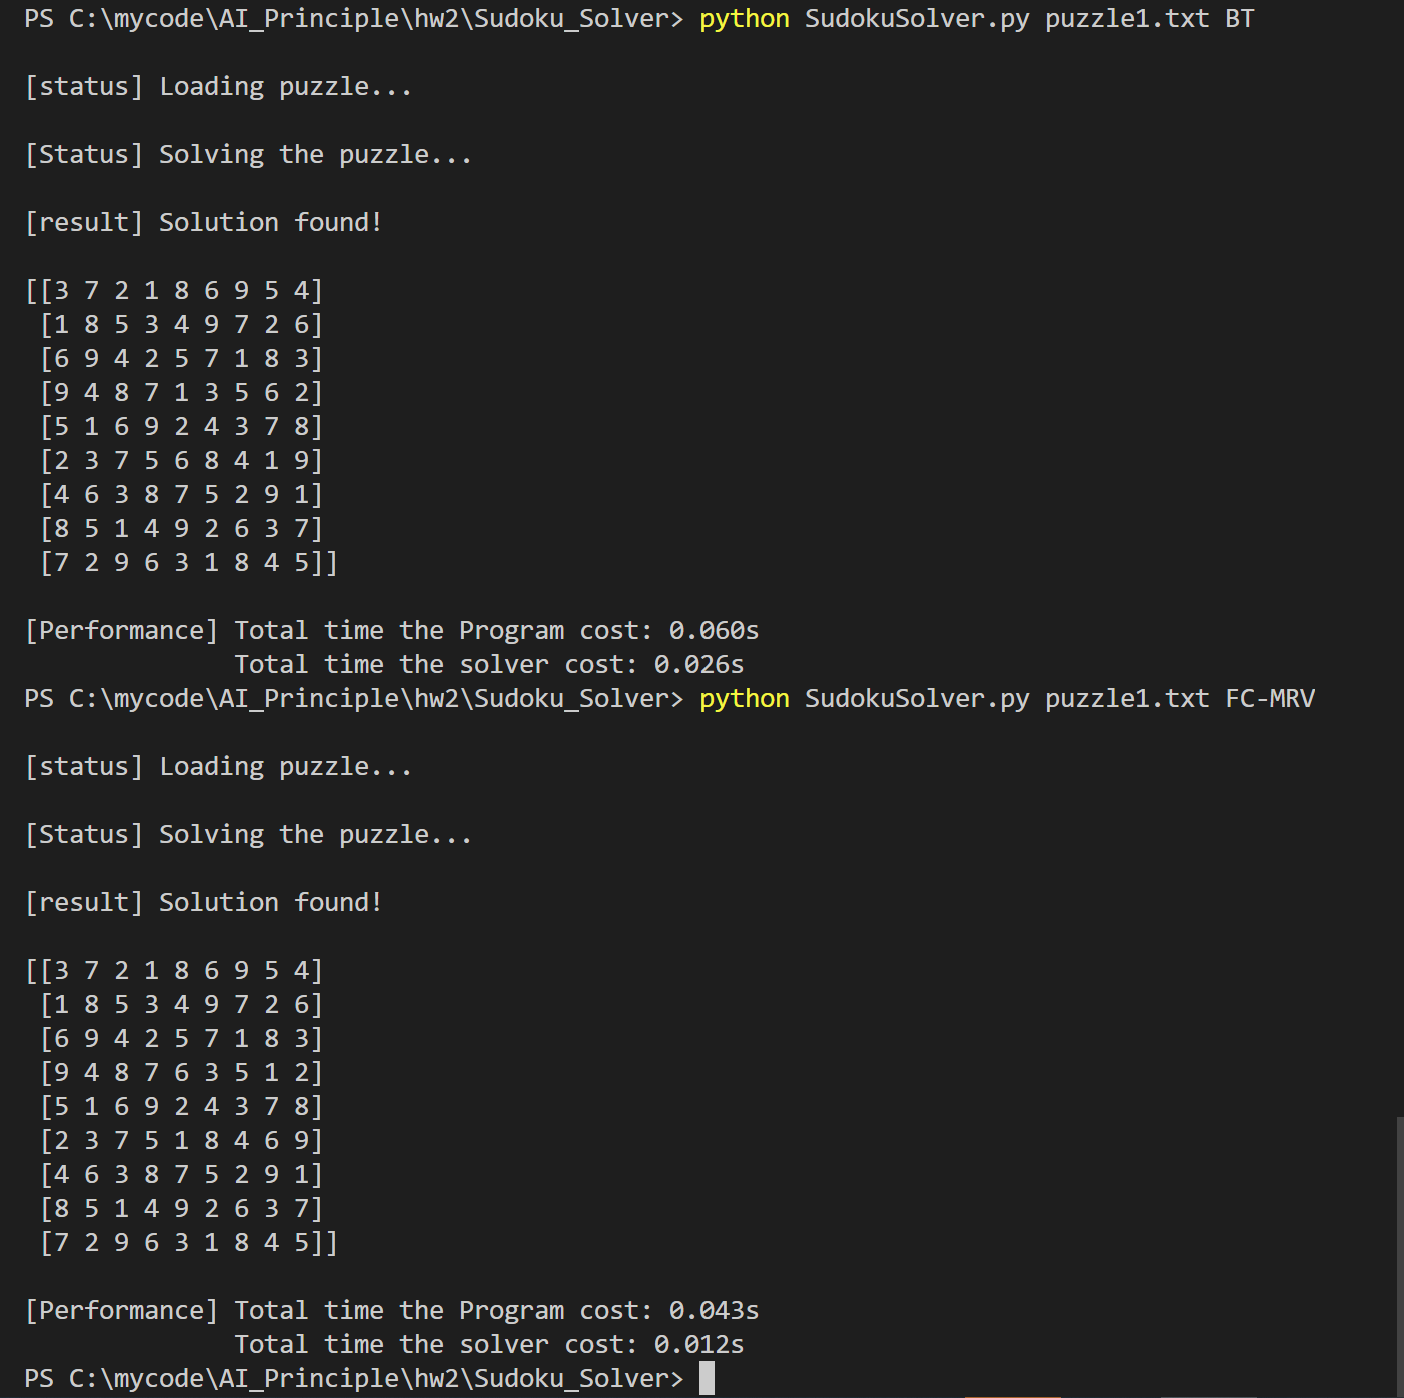 PS C:\mycode\AI_Principle\hw2\Sudoku_Solver> python SudokuSolver.py puzzle1.txt BT
[status] Loading puzzle...
[Status] Solving the puzzle...
[result] Solution found!
[[3 7 2 1 8 6 9 5 4]
[1 8 5 3 4 9 7 2 6]
[6 9 4 2 5 7 1 8 3]
[9 4 8 7 1 3 5 6 2]
[5 1 6 9 2 4 3 7 8]
[2 3 7 5 6 8 4 1 9]
[4 6 3 8 7 5 2 9 1]
[8 5 1 4 9 2 6 3 7]
[7 2 9 6 3 1 8 4 5]]
[Performance] Total time the Program cost: 0.060s
Total time the solver cost: 0.026s
PS C:\mycode\AI_Principle\hw2\Sudoku_Solver> python SudokuSolver.py puzzle1.txt FC-MRV
[status] Loading puzzle...
[Status] Solving the puzzle...
[result] Solution found!
[[3 7 2 1 8 6 9 5 4]
[1 8 5 3 4 9 7 2 6]
[6 9 4 2 5 7 1 8 3]
[9 4 8 7 6 3 5 1 2]
[5 1 6 9 2 4 3 7 8]
[2 3 7 5 1 8 4 6 9]
[4 6 3 8 7 5 2 9 1]
[8 5 1 4 9 2 6 3 7]
[7 2 9 6 3 1 8 4 5]]
[Performance] Total time the Program cost: 0.043s
Total time the solver cost: 0.012s
PS C:\mycode\AI_Principle\hw2\Sudoku_Solver>